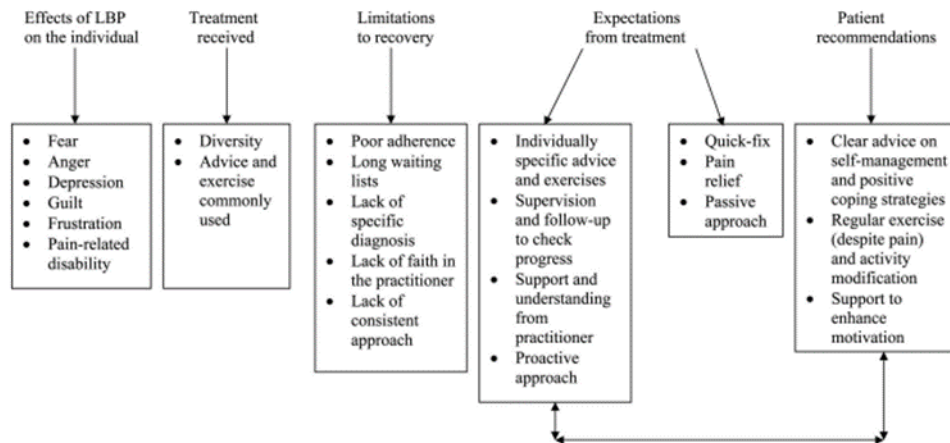 Effects of LBP
on the individual
Treatment
received
Limitations
to recovery
Expectations
from treatment
Patient
recommendations
• Fear
• Anger
• Depression
• Guilt
• Frustration
• Pain-related
disability
• Diversity
• Advice and
exercise
commonly
used
• Poor adherence
• Long waiting
lists
• Lack of
specific
diagnosis
• Lack of faith in
the practitioner
• Lack of
consistent
approach
• Individually
specific advice
and exercises
• Supervision
and follow-up
to check
progress
• Support and
understanding
from
practitioner
• Proactive
approach
• Quick-fix
• Pain
relief
• Passive
approach
• Clear advice on
self-management
and positive
coping strategies
• Regular exercise
(despite pain)
and activity
modification
• Support to
enhance
motivation